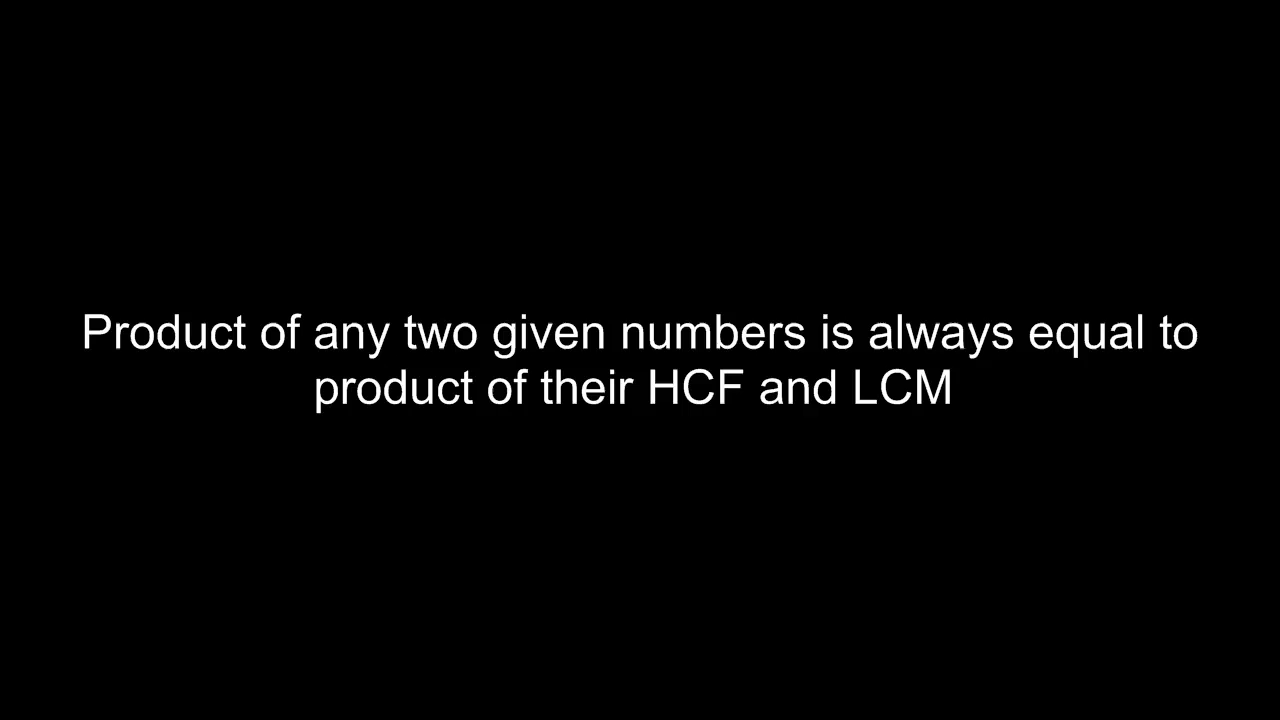 Product of any two given numbers is always equal to
product of their HCF and LCM